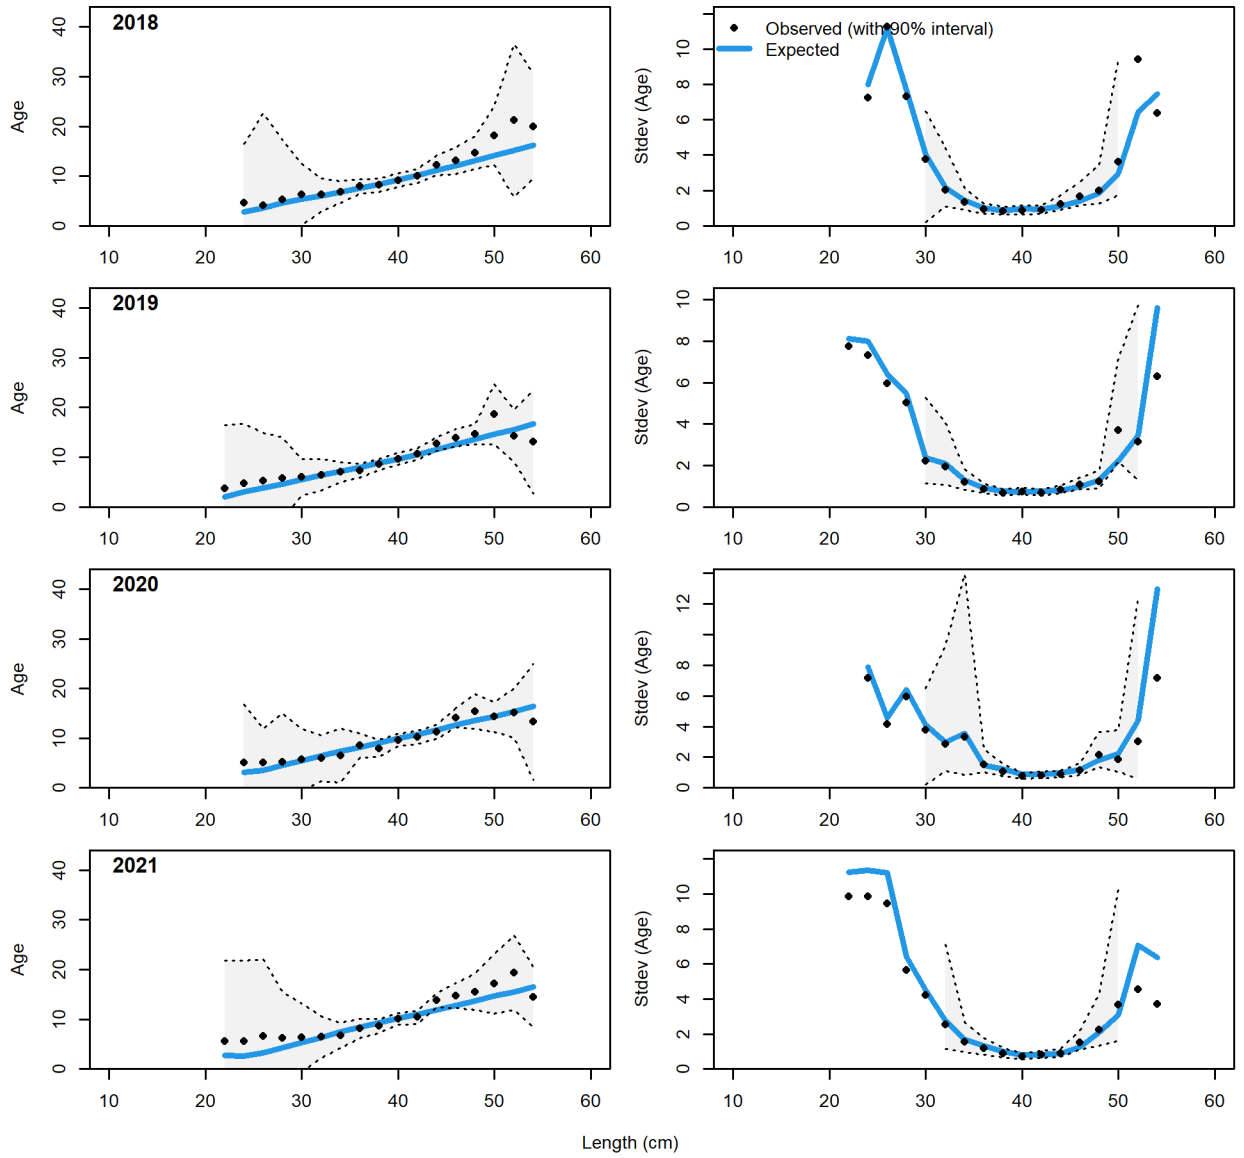 2018
Age
0 10 20 30 40
10 20 30 40 50 60
Observed (with 90% interval)
Expected
Stdev (Age)
0 2 4 6 8 10
10 20 30 40 50 60
2019
Age
0 10 20 30 40
10 20 30 40 50 60
Stdev (Age)
0 2 4 6 8 10
10 20 30 40 50 60
2020
Age
0 10 20 30 40
10 20 30 40 50 60
Stdev (Age)
0 2 4 6 8 12
10 20 30 40 50 60
2021
Age
0 10 20 30 40
10 20 30 40 50 60
Stdev (Age)
0 2 4 6 8 10
10 20 30 40 50 60
Length (cm)